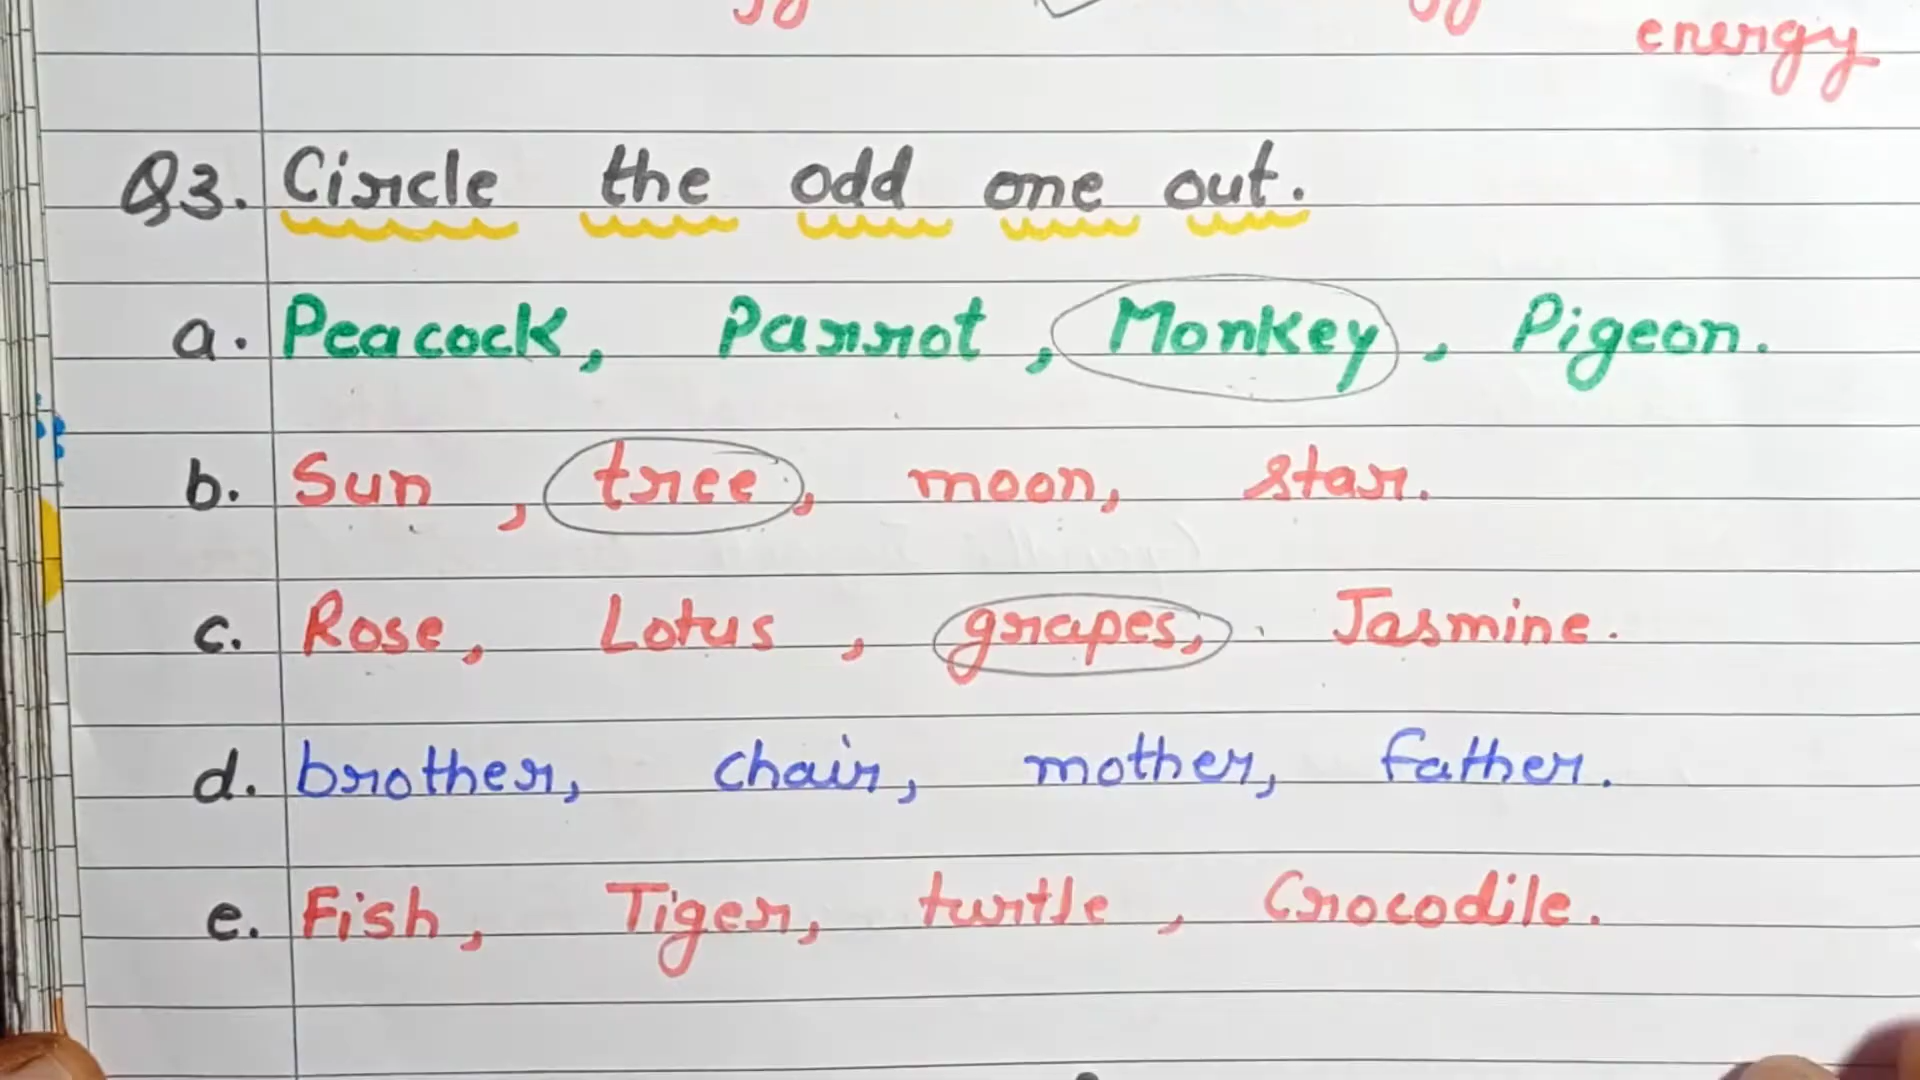 energy
Q3. Circle the odd one out.
a. Peacock, Parrot, Monkey, Pigeon.
b. Sun, tree, moon, star.
c. Rose, Lotus, grapes, Jasmine.
d. brother, chair, mother, father.
e. Fish, Tiger, turtle, Crocodile.